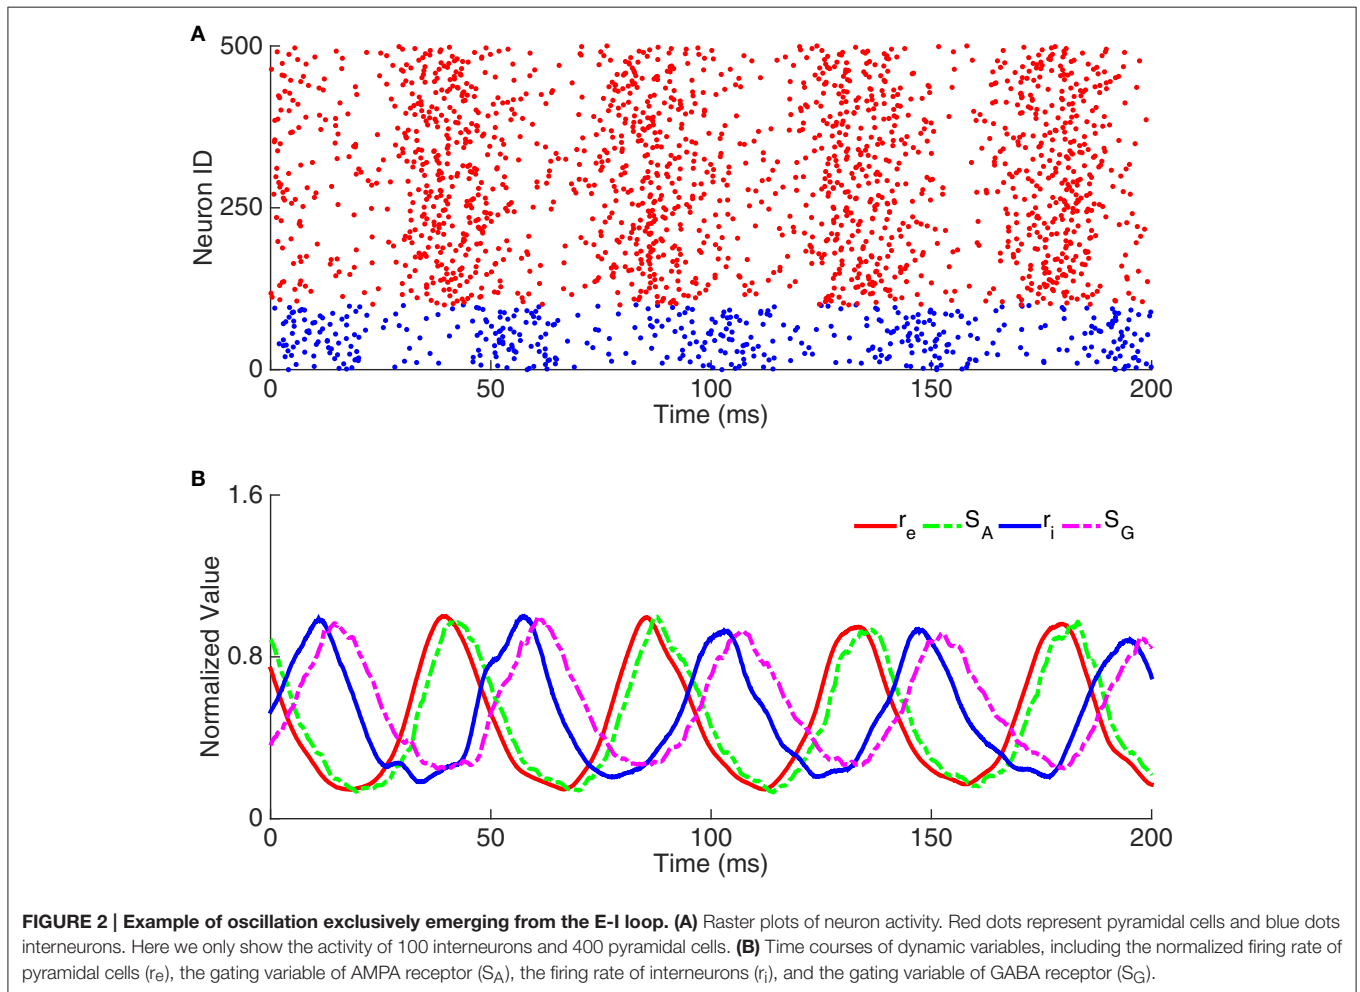 A
500
250
0
Neuron ID
0 50 100 150 200
Time (ms)
B
1.6
0.8
0
Normalized Value
r_e S_A r_i S_G
0 50 100 150 200
Time (ms)
FIGURE 2 | Example of oscillation exclusively emerging from the E-I loop. (A) Raster plots of neuron activity. Red dots represent pyramidal cells and blue dots
interneurons. Here we only show the activity of 100 interneurons and 400 pyramidal cells. (B) Time courses of dynamic variables, including the normalized firing rate of
pyramidal cells (r_e), the gating variable of AMPA receptor (S_A), the firing rate of interneurons (r_i), and the gating variable of GABA receptor (S_G).